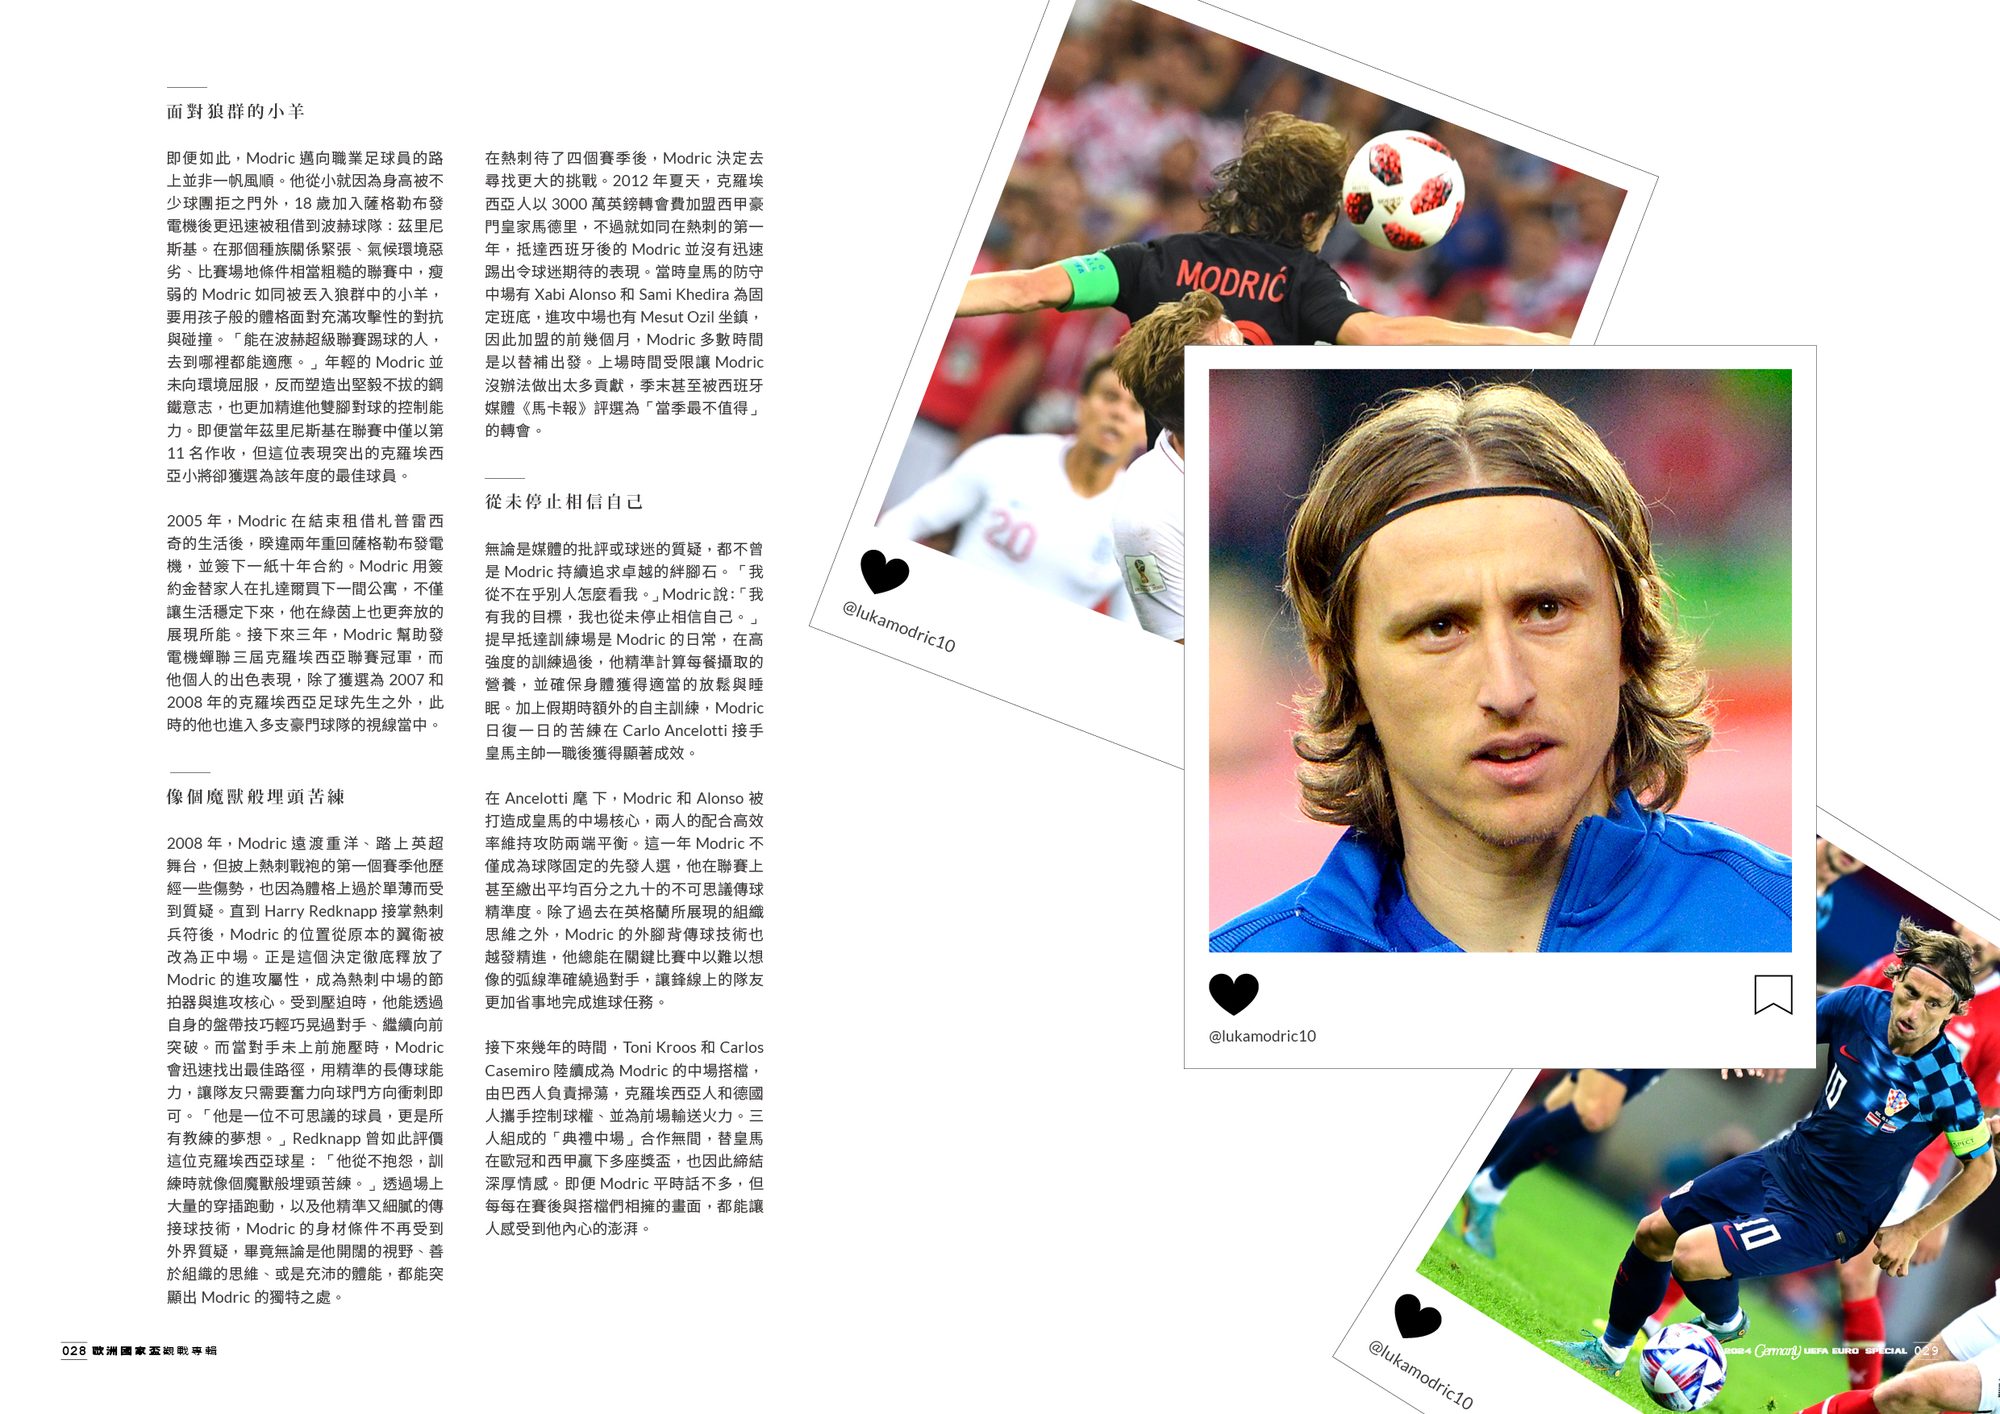 面對狼群的小羊
即便如此，Modric 邁向職業足球員的路
上並非一帆風順。他從小就因為身高被不
少球團拒之門外，18 歲加入薩格勒布發
電機後更迅速被租借到波赫球隊：茲里尼
斯基。在那個種族關係緊張、氣候環境惡
劣、比賽場地條件相當粗糙的聯賽中，瘦
弱的 Modric 如同被丟入狼群中的小羊，
要用孩子般的體格面對充滿攻擊性的對抗
與碰撞。「能在波赫超級聯賽踢球的人，
去到哪裡都能適應。」年輕的 Modric 並
未向環境屈服，反而塑造出堅毅不拔的鋼
鐵意志，也更加精進他雙腳對球的控制能
力。即便當年茲里尼斯基在聯賽中僅以第
11 名作收，但這位表現突出的克羅埃西
亞小將卻獲選為該年度的最佳球員。
2005 年，Modric 在結束租借札普雷西
奇的生活後，睽違兩年重回薩格勒布發電
機，並簽下一紙十年合約。Modric 用簽
約金替家人在扎達爾買下一間公寓，不僅
讓生活穩定下來，他在綠茵上也更奔放的
展現所能。接下來三年，Modric 幫助發
電機蟬聯三屆克羅埃西亞聯賽冠軍，而
他個人的出色表現，除了獲選為 2007 和
2008 年的克羅埃西亞足球先生之外，此
時的他也進入多支豪門球隊的視線當中。
像個魔獸般埋頭苦練
2008 年，Modric 遠渡重洋、踏上英超
舞台，但披上熱刺戰袍的第一個賽季他歷
經一些傷勢，也因為體格上過於單薄而受
到質疑。直到 Harry Redknapp 接掌熱刺
兵符後，Modric 的位置從原本的翼衛被
改為正中場。正是這個決定徹底釋放了
Modric 的進攻屬性，成為熱刺中場的節
拍器與進攻核心。受到壓迫時，他能透過
自身的盤帶技巧輕巧晃過對手、繼續向前
突破。而當對手未上前施壓時，Modric
會迅速找出最佳路徑，用精準的長傳球能
力，讓隊友只需要奮力向球門方向衝刺即
可。「他是一位不可思議的球員，更是所
有教練的夢想。」Redknapp 曾如此評價
這位克羅埃西亞球星：「他從不抱怨，訓
練時就像個魔獸般埋頭苦練。」透過場上
大量的穿插跑動，以及他精準又細膩的傳
接球技術，Modric 的身材條件不再受到
外界質疑，畢竟無論是他開闊的視野、善
於組織的思維、或是充沛的體能，都能突
顯出 Modric 的獨特之處。
在熱刺待了四個賽季後，Modric 決定去
尋找更大的挑戰。2012 年夏天，克羅埃
西亞人以 3000 萬英鎊轉會費加盟西甲豪
門皇家馬德里，不過就如同在熱刺的第一
年，抵達西班牙後的 Modric 並沒有迅速
踢出令球迷期待的表現。當時皇馬的防守
中場有 Xabi Alonso 和 Sami Khedira 為固
定班底，進攻中場也有 Mesut Ozil 坐鎮，
因此加盟的前幾個月，Modric 多數時間
是以替補出發。上場時間受限讓 Modric
沒辦法做出太多貢獻，季末甚至被西班牙
媒體《馬卡報》評選為「當季最不值得」
的轉會。
從未停止相信自己
無論是媒體的批評或球迷的質疑，都不曾
是 Modric 持續追求卓越的絆腳石。「我
從不在乎別人怎麼看我。」Modric 說：「我
有我的目標，我也從未停止相信自己。」
提早抵達訓練場是 Modric 的日常，在高
強度的訓練過後，他精準計算每餐攝取的
營養，並確保身體獲得適當的放鬆與睡
眠。加上假期時額外的自主訓練，Modric
日復一日的苦練在 Carlo Ancelotti 接手
皇馬主帥一職後獲得顯著成效。
在 Ancelotti 麾下，Modric 和 Alonso 被
打造成皇馬的中場核心，兩人的配合高效
率維持攻防兩端平衡。這一年 Modric 不
僅成為球隊固定的先發人選，他在聯賽上
甚至繳出平均百分之九十的不可思議傳球
精準度。除了過去在英格蘭所展現的組織
思維之外，Modric 的外腳背傳球技術也
越發精進，他總能在關鍵比賽中以難以想
像的弧線準確繞過對手，讓鋒線上的隊友
更加省事地完成進球任務。
接下來幾年的時間，Toni Kroos 和 Carlos
Casemiro 陸續成為 Modric 的中場搭檔，
由巴西人負責掃蕩，克羅埃西亞人和德國
人攜手控制球權、並為前場輸送火力。三
人組成的「典禮中場」合作無間，替皇馬
在歐冠和西甲贏下多座獎盃，也因此締結
深厚情感。即便 Modric 平時話不多，但
每每在賽後與搭檔們相擁的畫面，都能讓
人感受到他內心的澎湃。
MODRIĆ
20
@lukamodric10
@lukamodric10
10
10
@lukamodric10
028 歐洲國家盃觀戰專輯
2024 Germany UEFA EURO SPECIAL 029